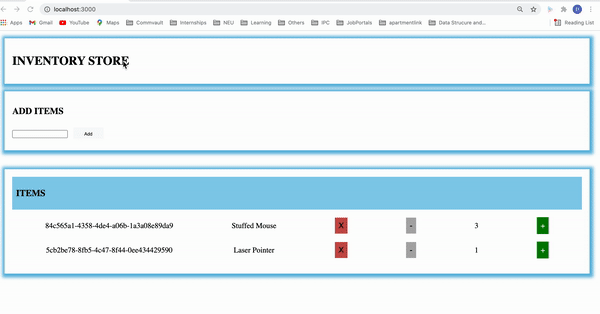 localhost:3000
Apps Gmail YouTube Maps Commvault Internships NEU Learning Others IPC JobPortals apartmentlink Data Strucure and... Reading List
INVENTORY STORE
ADD ITEMS
Add
ITEMS
84c565a1-4358-4de4-a06b-1a3a08e89da9 Stuffed Mouse X - 3 +
5cb2be78-8fb5-4c47-8f44-0ee434429590 Laser Pointer X - 1 +